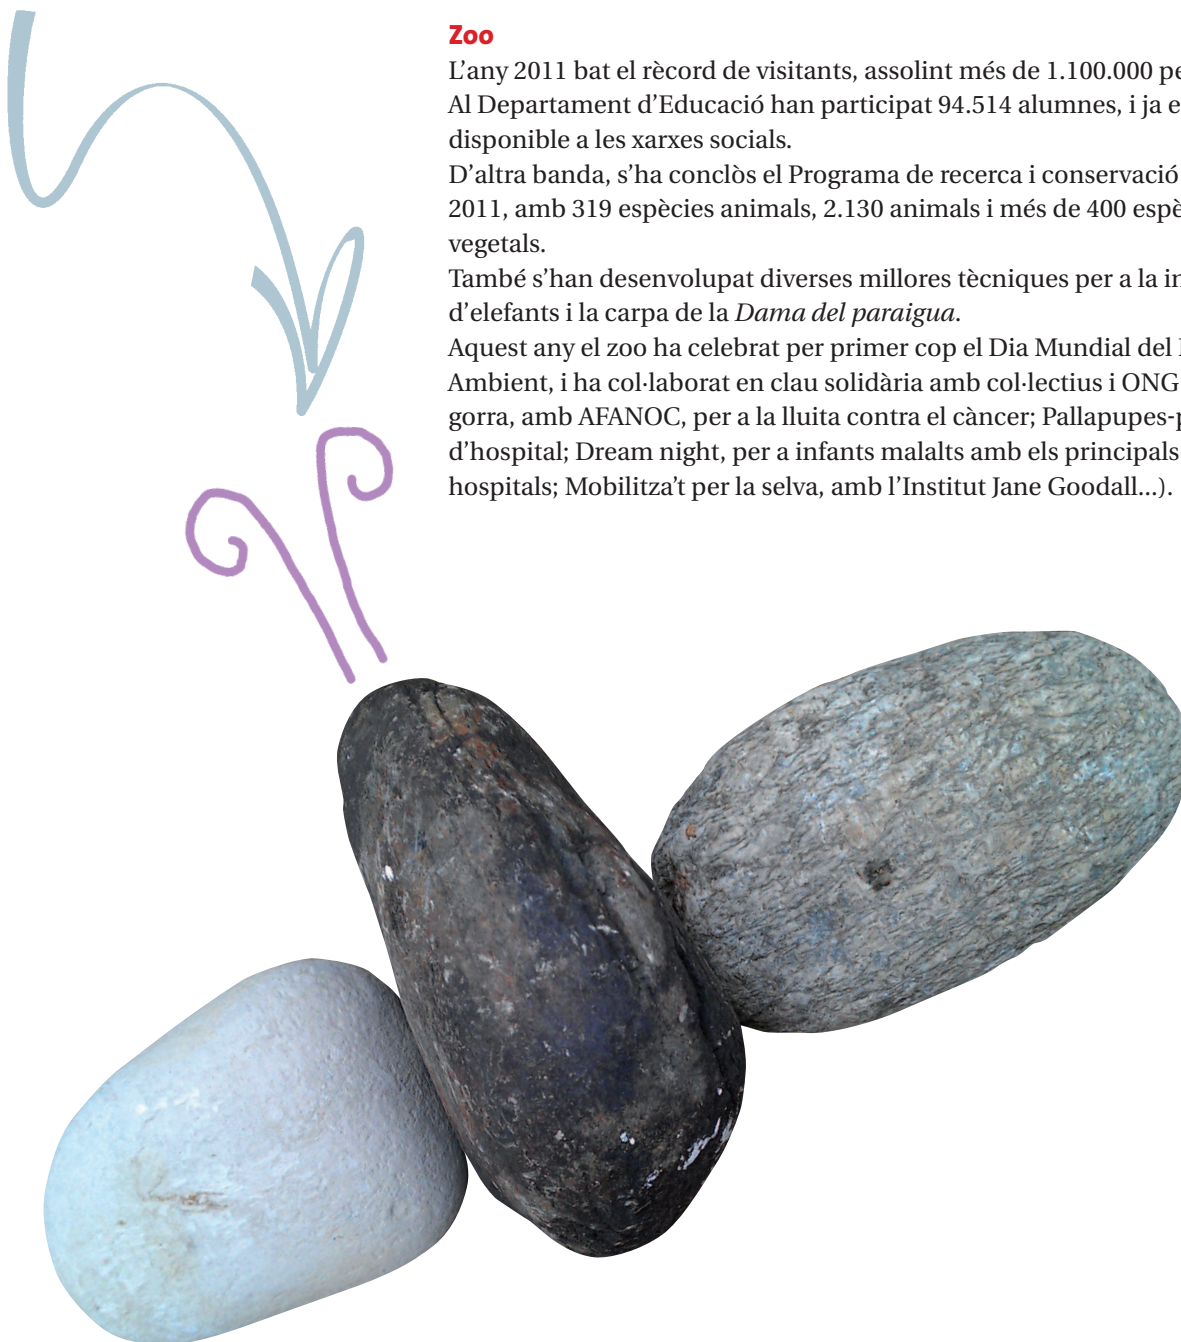 Zoo
L’any 2011 bat el rècord de visitants, assolint més de 1.100.000
Al Departament d’Educació han participat 94.514 alumnes, i ja
disponible a les xarxes socials.
D’altra banda, s’ha conclòs el Programa de recerca i conservació
2011, amb 319 espècies animals, 2.130 animals i més de 400
vegetals.
També s’han desenvolupat diverses millores tècniques per a la
d’elefants i la carpa de la Dama del paraigua.
Aquest any el zoo ha celebrat per primer cop el Dia Mundial del
Ambient, i ha col·laborat en clau solidària amb col·lectius i ONG
gorra, amb AFANOC, per a la lluita contra el càncer;
d’hospital; Dream night, per a infants malalts amb els principals
hospitals; Mobilitza’t per la selva, amb l’Institut Jane Goodall...).